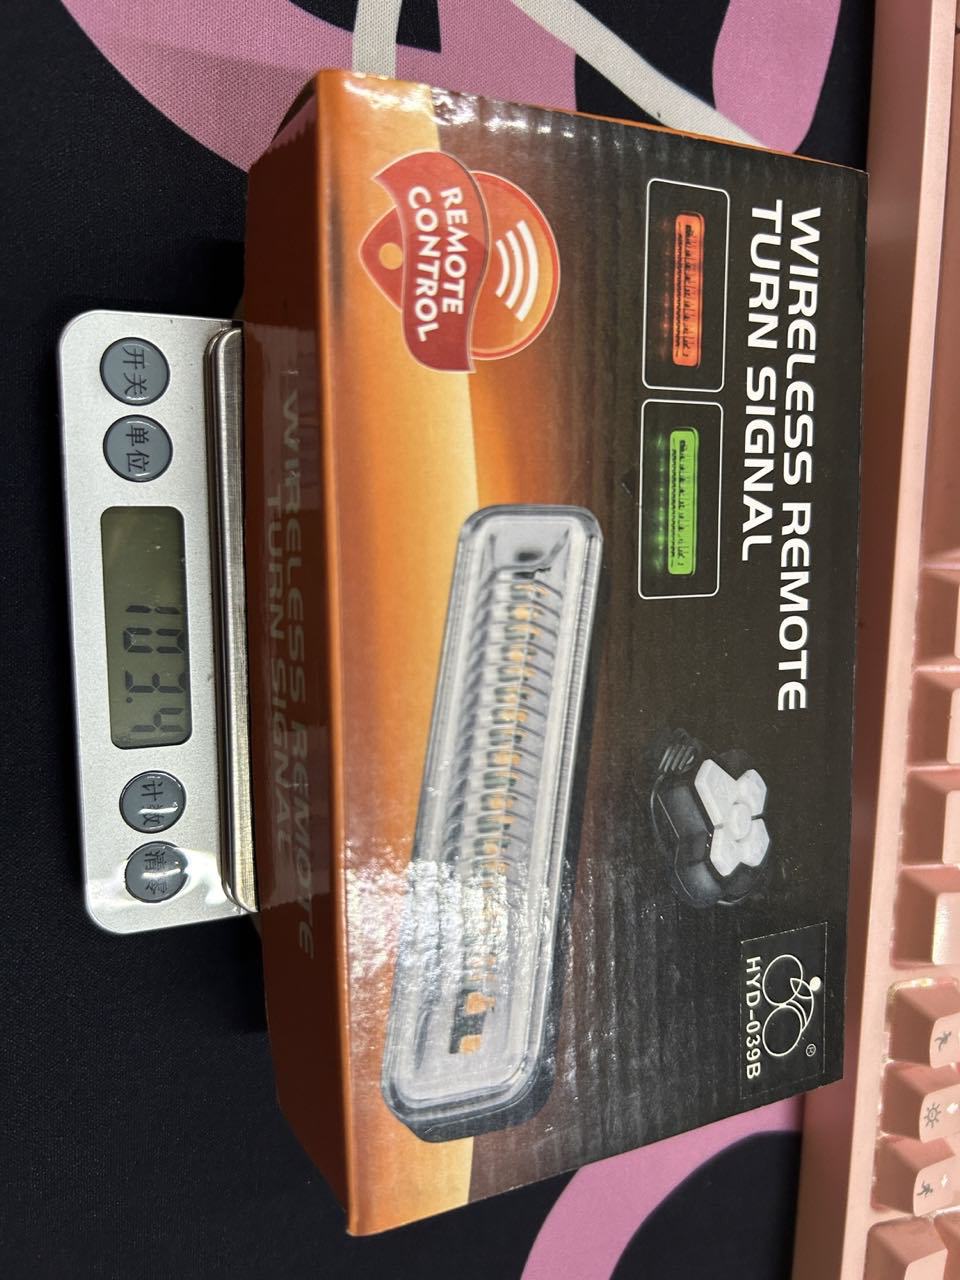 WIRELESS REMOTE
TURN SIGNAL
REMOTE
CONTROL
HYD-039B
®
WIRELESS REMOTE
TURN SIGNAL
开关
单位
103.4
计数
清零